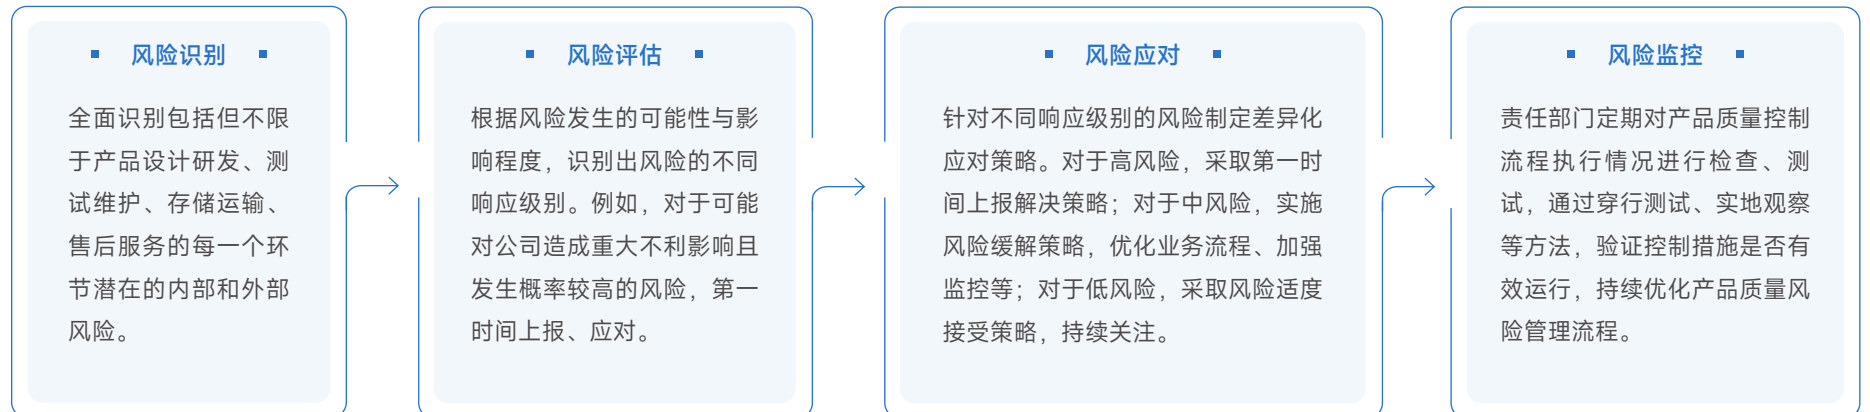 风险识别
全面识别包括但不限
于产品设计研发、测
试维护、存储运输、
售后服务的每一个环
节潜在的内部和外部
风险。
风险评估
根据风险发生的可能性与影
响程度，识别出风险的不同
响应级别。例如，对于可能
对公司造成重大不利影响且
发生概率较高的风险，第一
时间上报、应对。
风险应对
针对不同响应级别的风险制定差异化
应对策略。对于高风险，采取第一时
间上报解决策略；对于中风险，实施
风险缓解策略，优化业务流程、加强
监控等；对于低风险，采取风险适度
接受策略，持续关注。
风险监控
责任部门定期对产品质量控制
流程执行情况进行检查、测
试，通过穿行测试、实地观察
等方法，验证控制措施是否有
效运行，持续优化产品质量风
险管理流程。